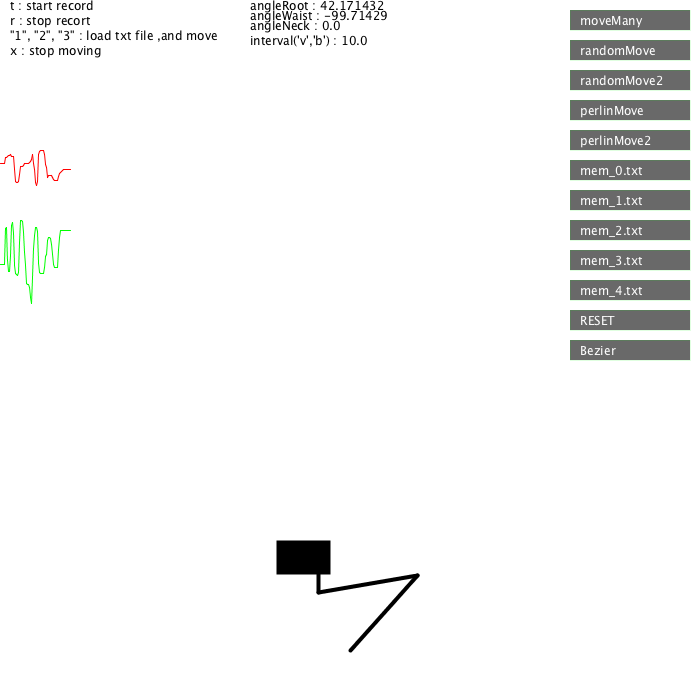 t : start record
r : stop recort
"1", "2", "3" : load txt file ,and move
x : stop moving
angleRoot : 42.171432
angleWaist : -99.71429
angleNeck : 0.0
interval('v','b') : 10.0
moveMany
randomMove
randomMove2
perlinMove
perlinMove2
mem_0.txt
mem_1.txt
mem_2.txt
mem_3.txt
mem_4.txt
RESET
Bezier